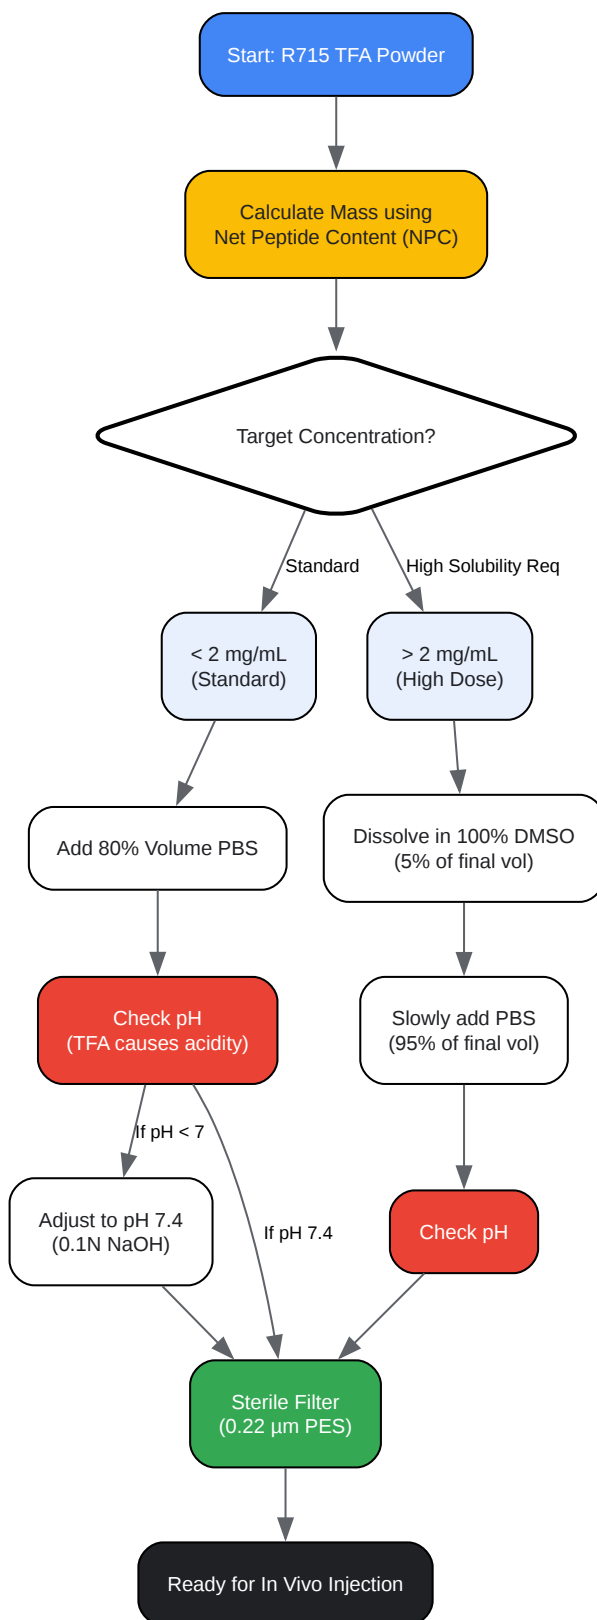 Start: R715 TFA Powder
Calculate Mass using
Net Peptide Content (NPC)
Target Concentration?
Standard
High Solubility Req
< 2 mg/mL
(Standard)
> 2 mg/mL
(High Dose)
Add 80% Volume PBS
Dissolve in 100% DMSO
(5% of final vol)
Check pH
(TFA causes acidity)
Slowly add PBS
(95% of final vol)
If pH < 7
Adjust to pH 7.4
(0.1N NaOH)
If pH 7.4
Check pH
Sterile Filter
(0.22 µm PES)
Ready for In Vivo Injection